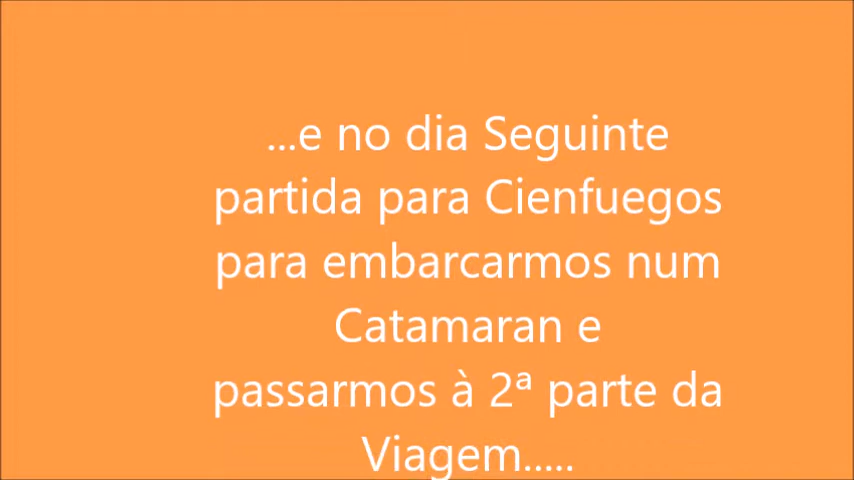 ...e no dia Seguinte
partida para Cienfuegos
para embarcarmos num
Catamaran e
passarmos à 2ª parte da
Viagem.....